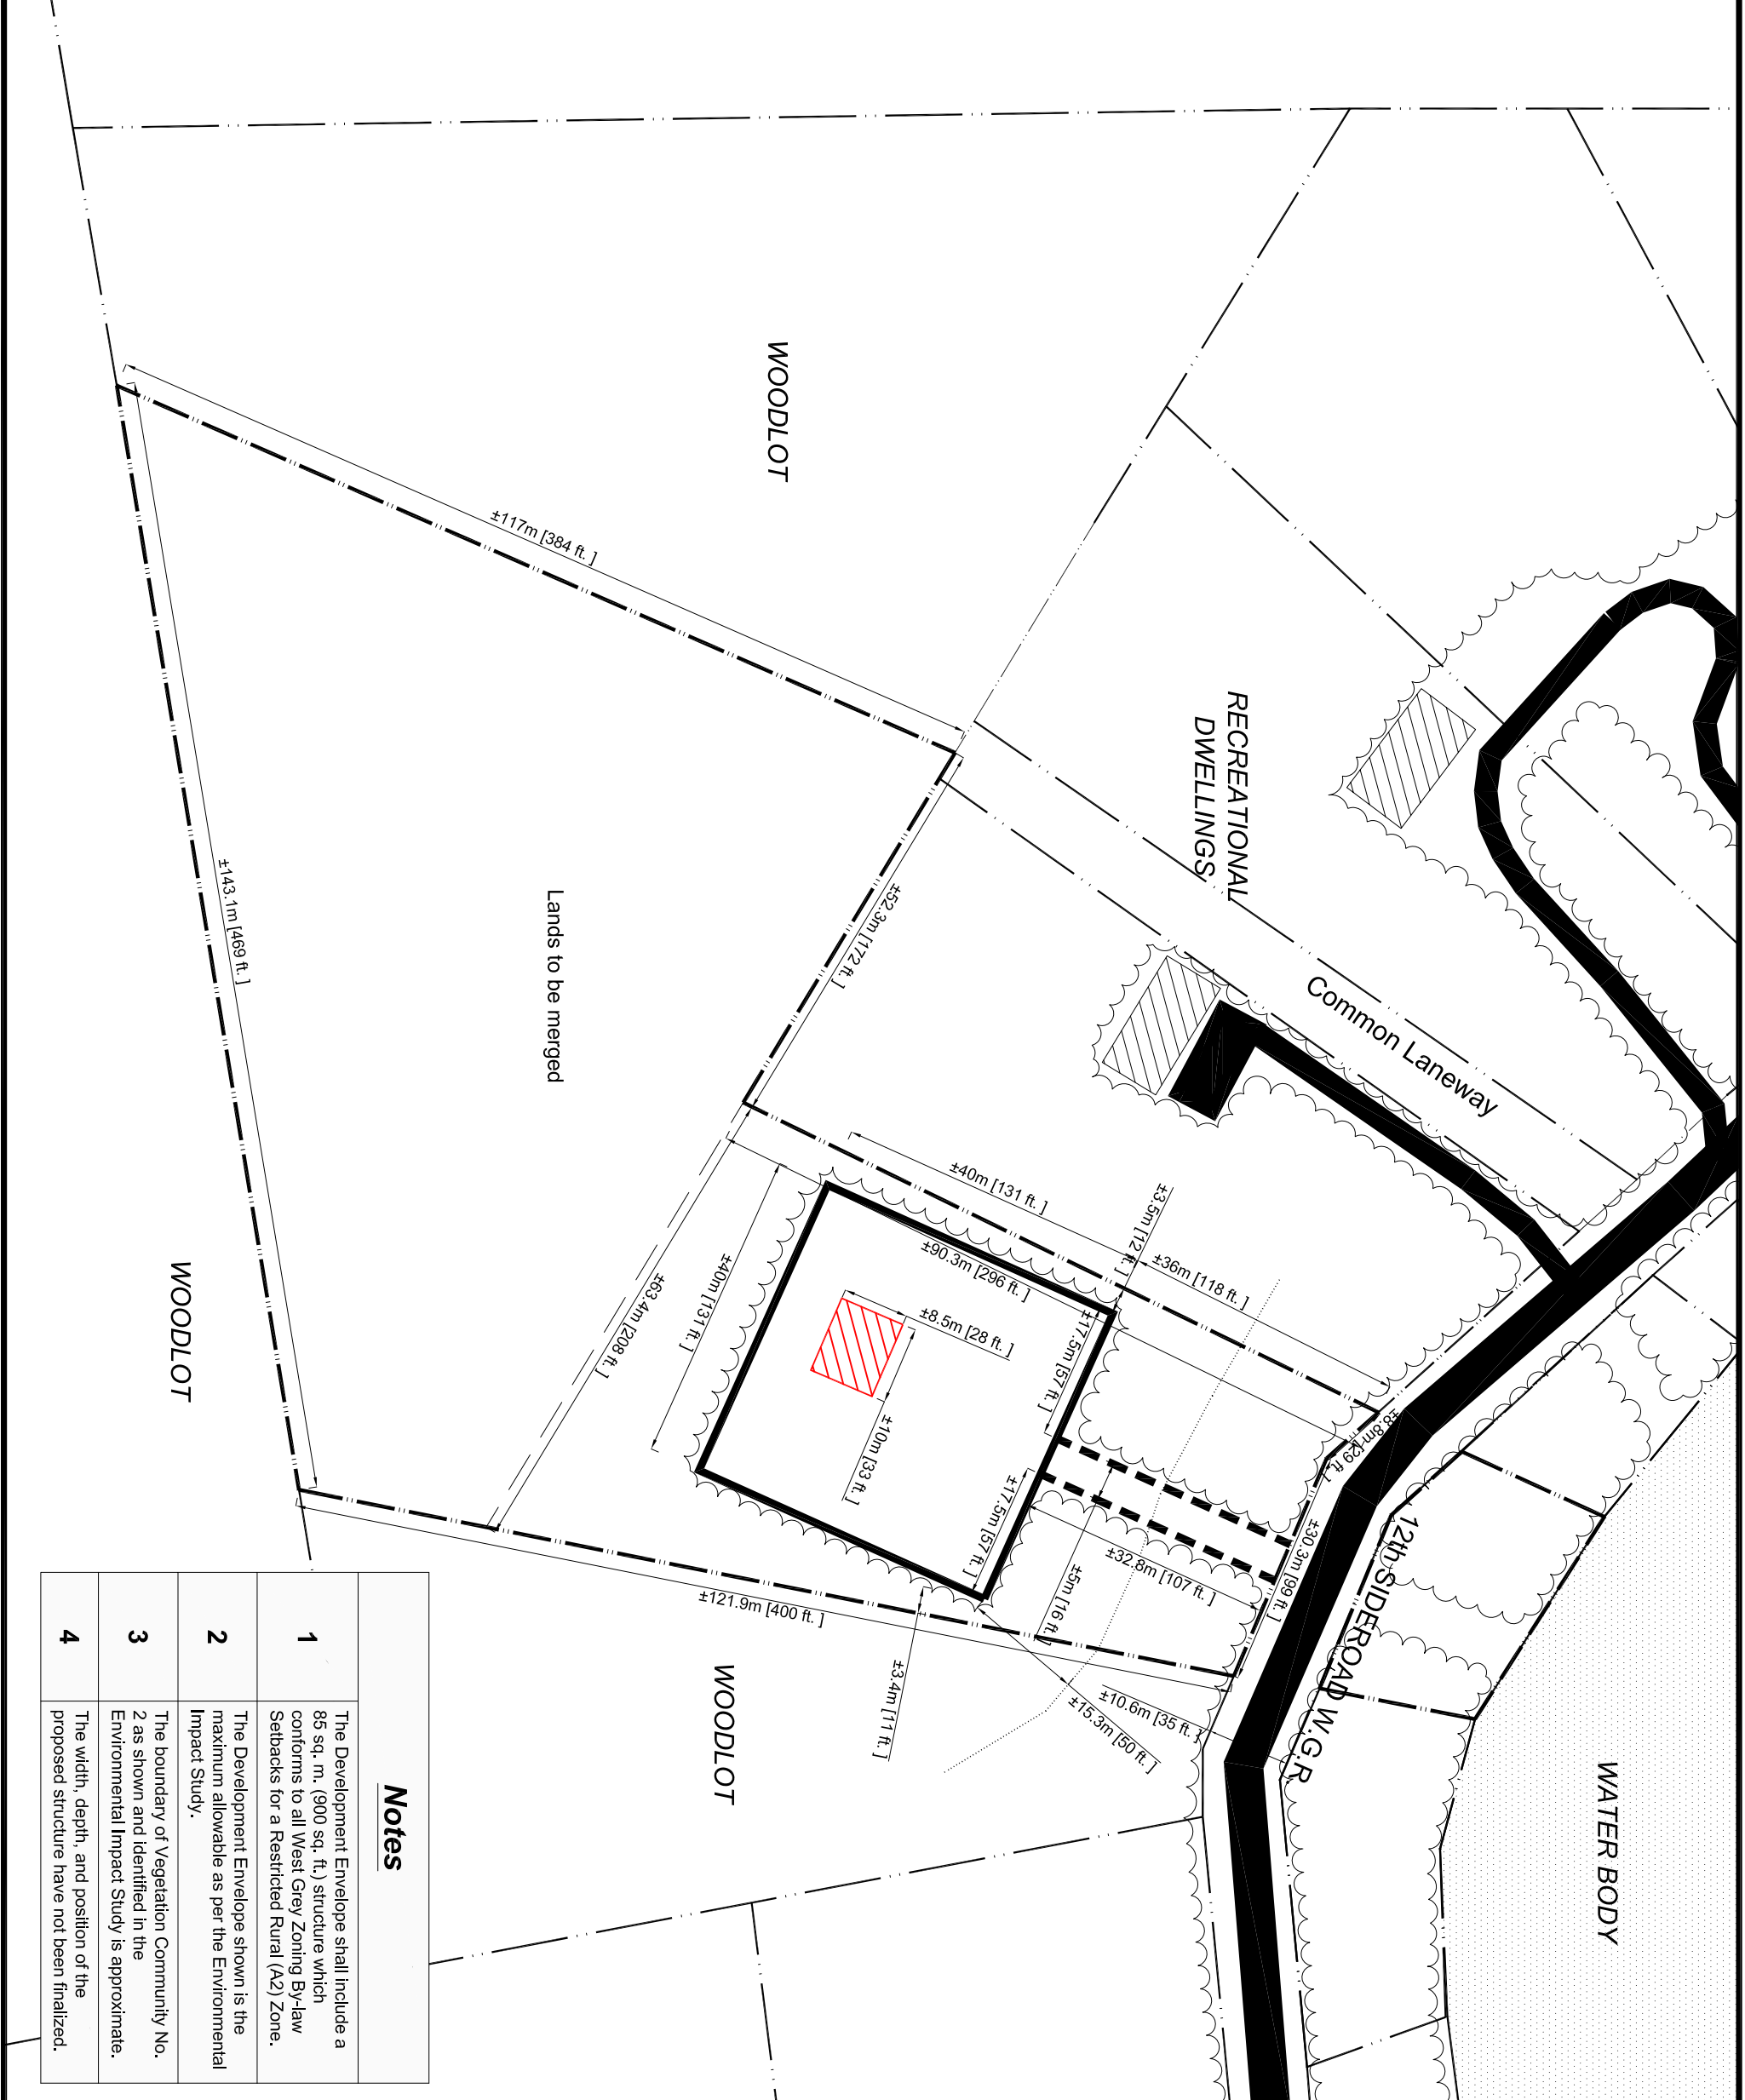 WOODLOT
±117m [384 ft. ]
RECREATIONAL
DWELLINGS
Common Laneway
±52.3m [172 ft. ]
±143.1m [469 ft. ]
Lands to be merged
±40m [131 ft. ]
±3.5m [12 ft. ]
±36m [118 ft. ]
±90.3m [296 ft. ]
±8.5m [28 ft. ]
±17.5m [57 ft. ]
±40m [131 ft. ]
±63.4m [208 ft. ]
±10m [33 ft. ]
±8.8m [29 ft. ]
±17.5m [57 ft. ]
±32.8m [107 ft. ]
±30.3m [99 ft. ]
±5m [16 ft. ]
12th SIDEROAD W.G.R
WOODLOT
±121.9m [400 ft. ]
±3.4m [11 ft. ]
±10.6m [35 ft. ]
±15.3m [50 ft. ]
WOODLOT
WATER BODY
Notes
1
The Development Envelope shall include a
85 sq. m. (900 sq. ft.) structure which
conforms to all West Grey Zoning By-law
Setbacks for a Restricted Rural (A2) Zone.
2
The Development Envelope shown is the
maximum allowable as per the Environmental
Impact Study.
3
The boundary of Vegetation Community No.
2 as shown and identified in the
Environmental Impact Study is approximate.
4
The width, depth, and position of the
proposed structure have not been finalized.